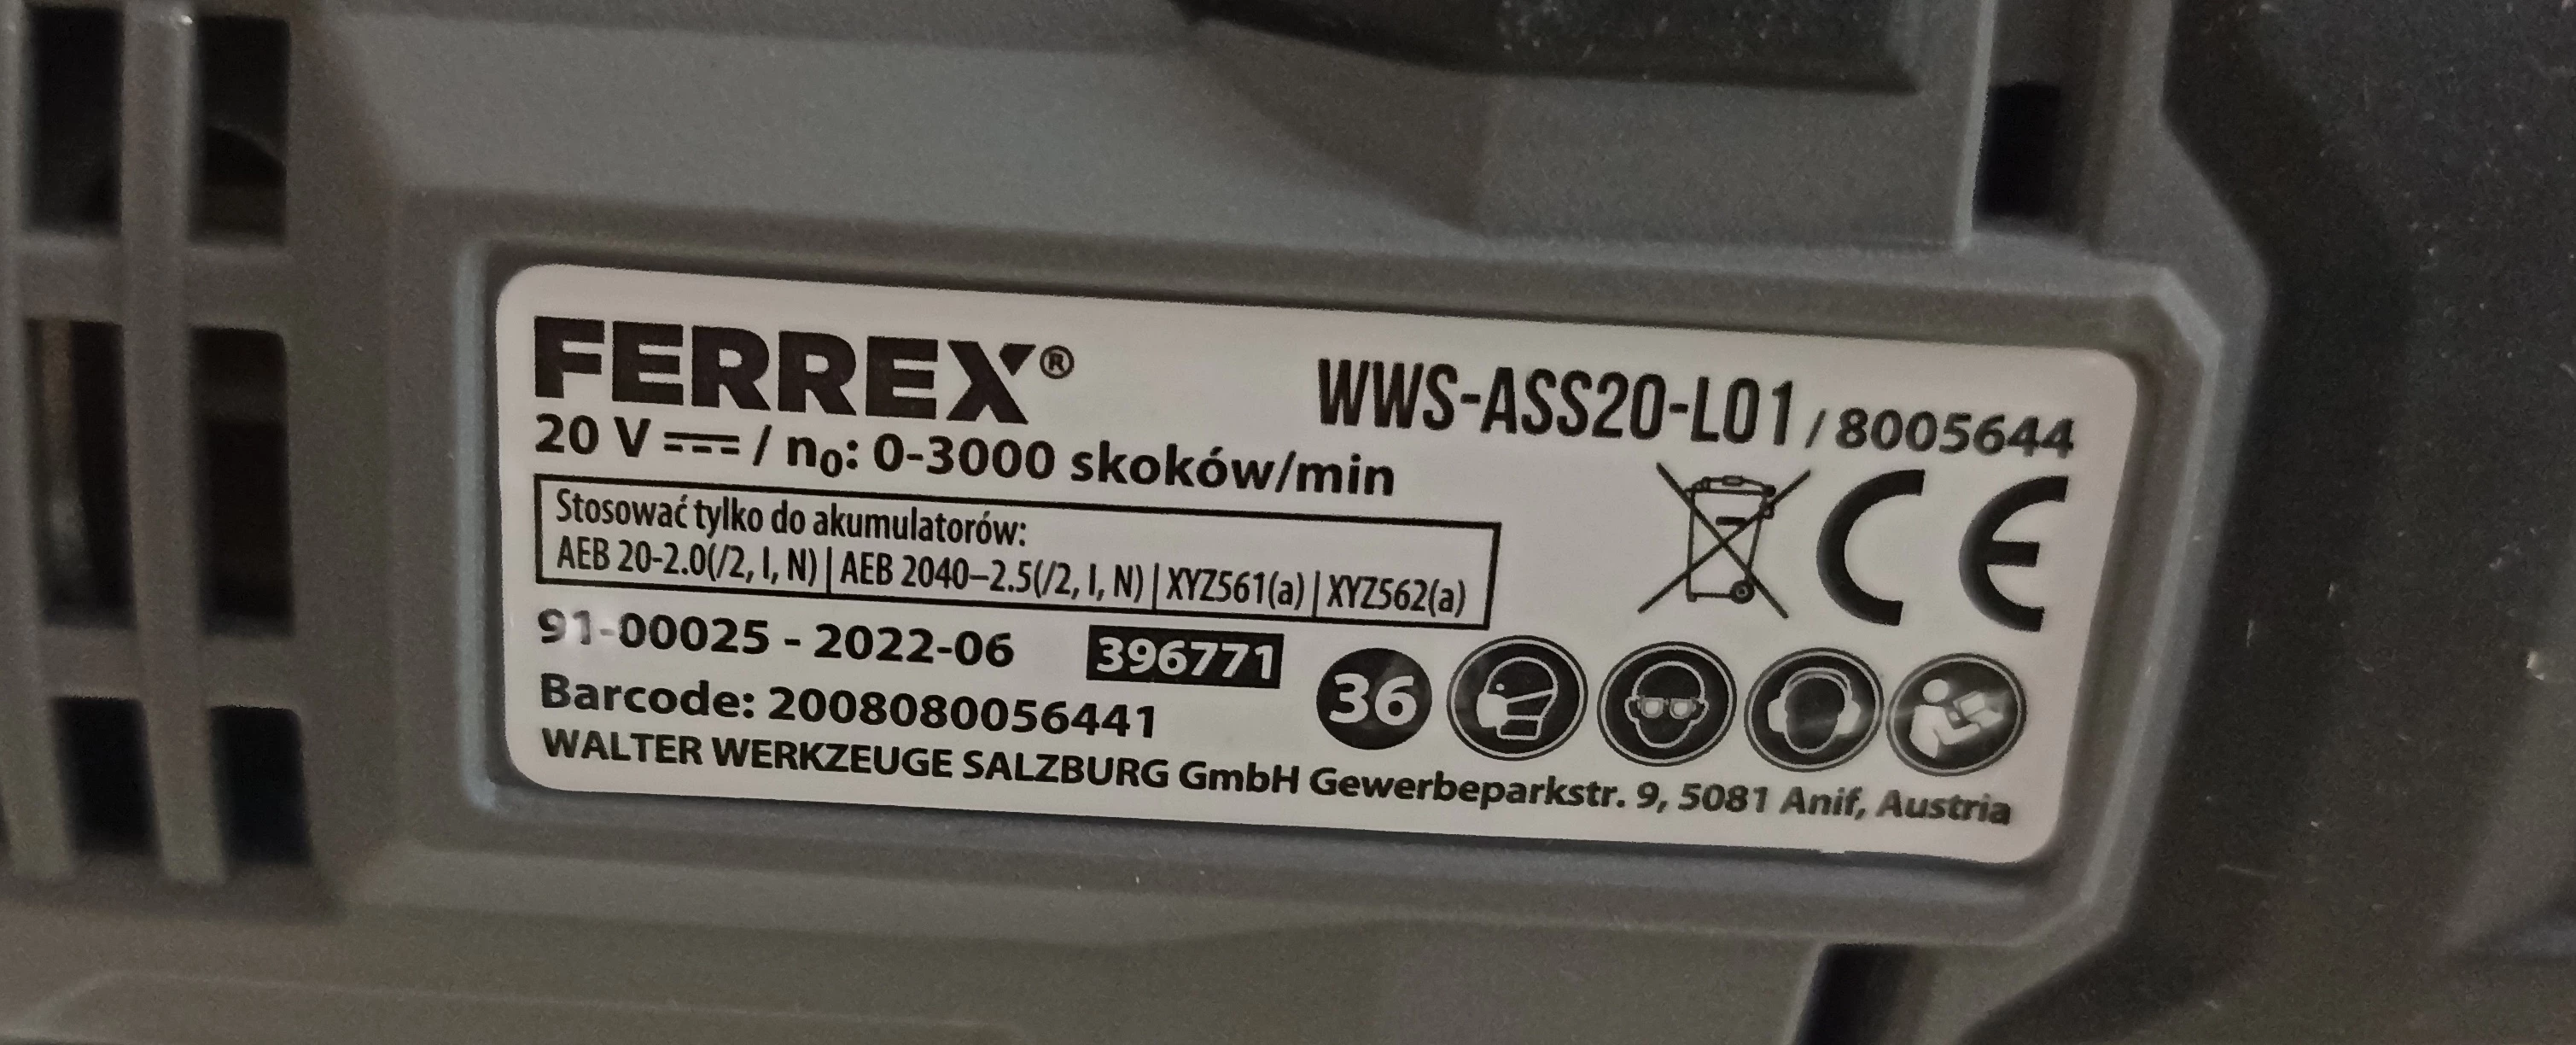 FERREX®
WWS-ASS20-L01 / 8005644
20 V ⎓ / n₀: 0-3000 skoków/min
Stosować tylko do akumulatorów:
AEB 20-2.0(/2, I, N) | AEB 2040–2.5(/2, I, N) | XYZ561(a) | XYZ562(a)
CE
91-00025 - 2022-06
396771
Barcode: 2008080056441
36
WALTER WERKZEUGE SALZBURG GmbH Gewerbeparkstr. 9, 5081 Anif, Austria